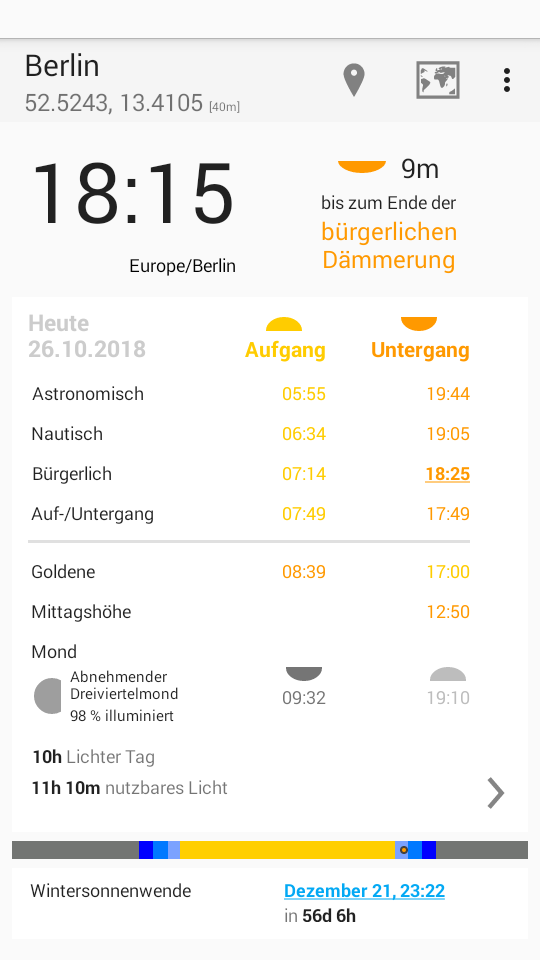 Berlin
52.5243, 13.4105 [40m]
18:15
Europe/Berlin
9m
bis zum Ende der
bürgerlichen
Dämmerung
Heute
26.10.2018
Aufgang Untergang
Astronomisch 05:55 19:44
Nautisch 06:34 19:05
Bürgerlich 07:14 18:25
Auf-/Untergang 07:49 17:49
Goldene 08:39 17:00
Mittagshöhe 12:50
Mond
Abnehmender
Dreiviertelmond
98 % illuminiert
09:32 19:10
10h Lichter Tag
11h 10m nutzbares Licht
Wintersonnenwende Dezember 21, 23:22
in 56d 6h